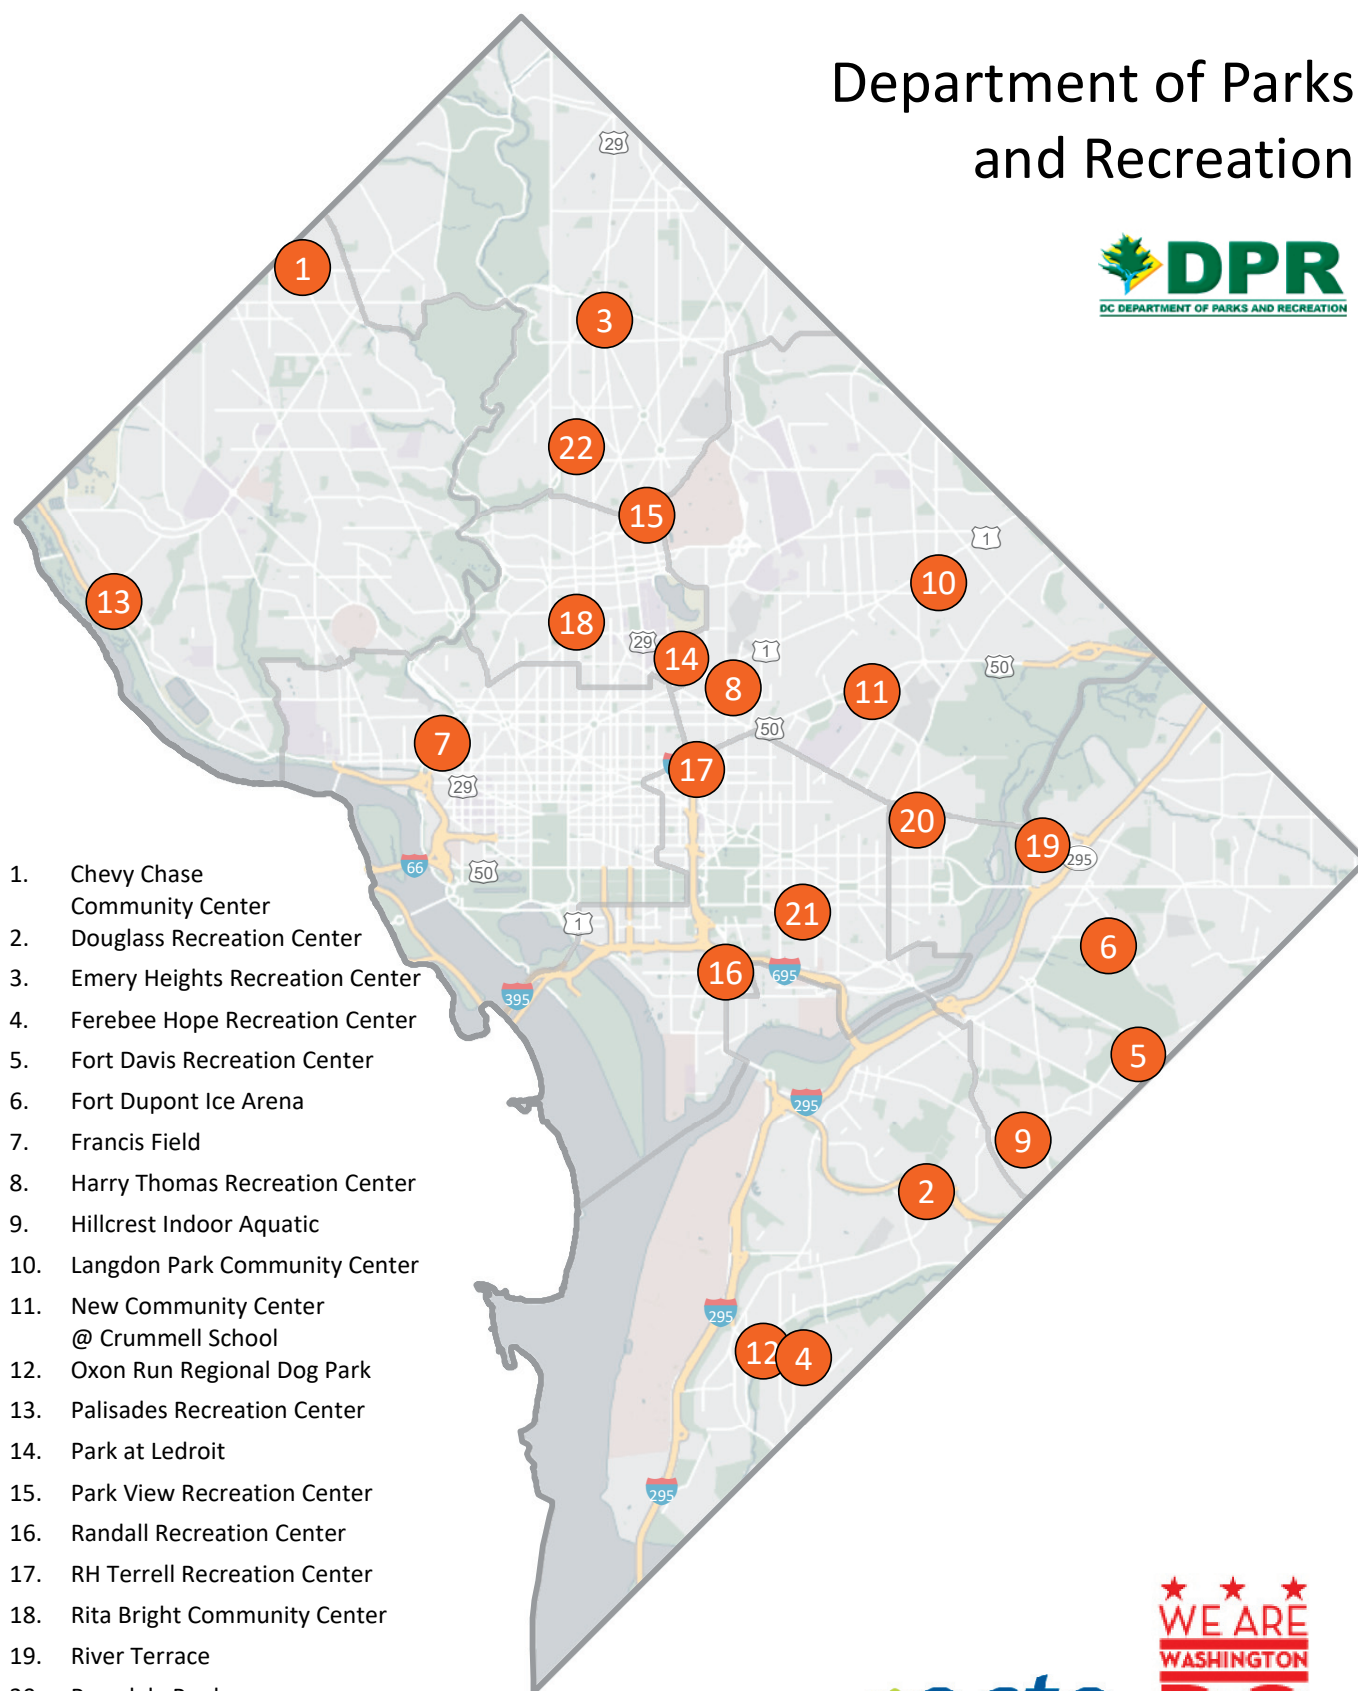 Department of Parks
and Recreation
DPR
DC DEPARTMENT OF PARKS AND RECREATION
29
1
3
22
15
1
10
13
18
29
14
1
50
8
11
7
50
17
29
20
19
295
66
50
21
1
6
16
695
395
5
295
9
2
295
12
4
295
1. Chevy Chase
Community Center
2. Douglass Recreation Center
3. Emery Heights Recreation Center
4. Ferebee Hope Recreation Center
5. Fort Davis Recreation Center
6. Fort Dupont Ice Arena
7. Francis Field
8. Harry Thomas Recreation Center
9. Hillcrest Indoor Aquatic
10. Langdon Park Community Center
11. New Community Center
@ Crummell School
12. Oxon Run Regional Dog Park
13. Palisades Recreation Center
14. Park at Ledroit
15. Park View Recreation Center
16. Randall Recreation Center
17. RH Terrell Recreation Center
18. Rita Bright Community Center
19. River Terrace
WE ARE
WASHINGTON